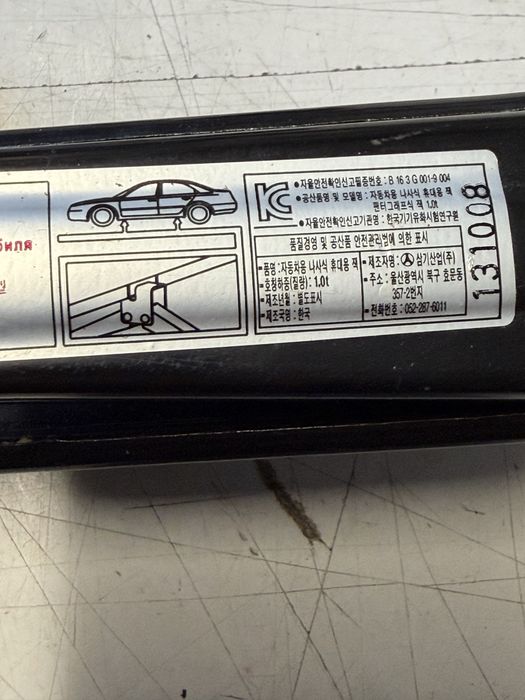 биля
KC
• 자율안전확인신고필증번호 : B 16 3 G 001-9 004
• 공산품명 및 모델명 : 자동차용 나사식 휴대용 잭
팬터그래프식 잭 1.0t
• 자율안전확인신고기관명 : 한국기기유화시험연구원
품질경영 및 공산품 안전관리법에 의한 표시
▪ 품명 : 자동차용 나사식 휴대용 잭
▪ 호칭하중(질량) : 1.0t
▪ 제조년월 : 별도표시
▪ 제조국명 : 한국
▪ 제조자명 : 삼기산업(주)
▪ 주소 : 울산광역시 북구 효문동
357-2번지
▪ 전화번호 : 052-287-6011
131008